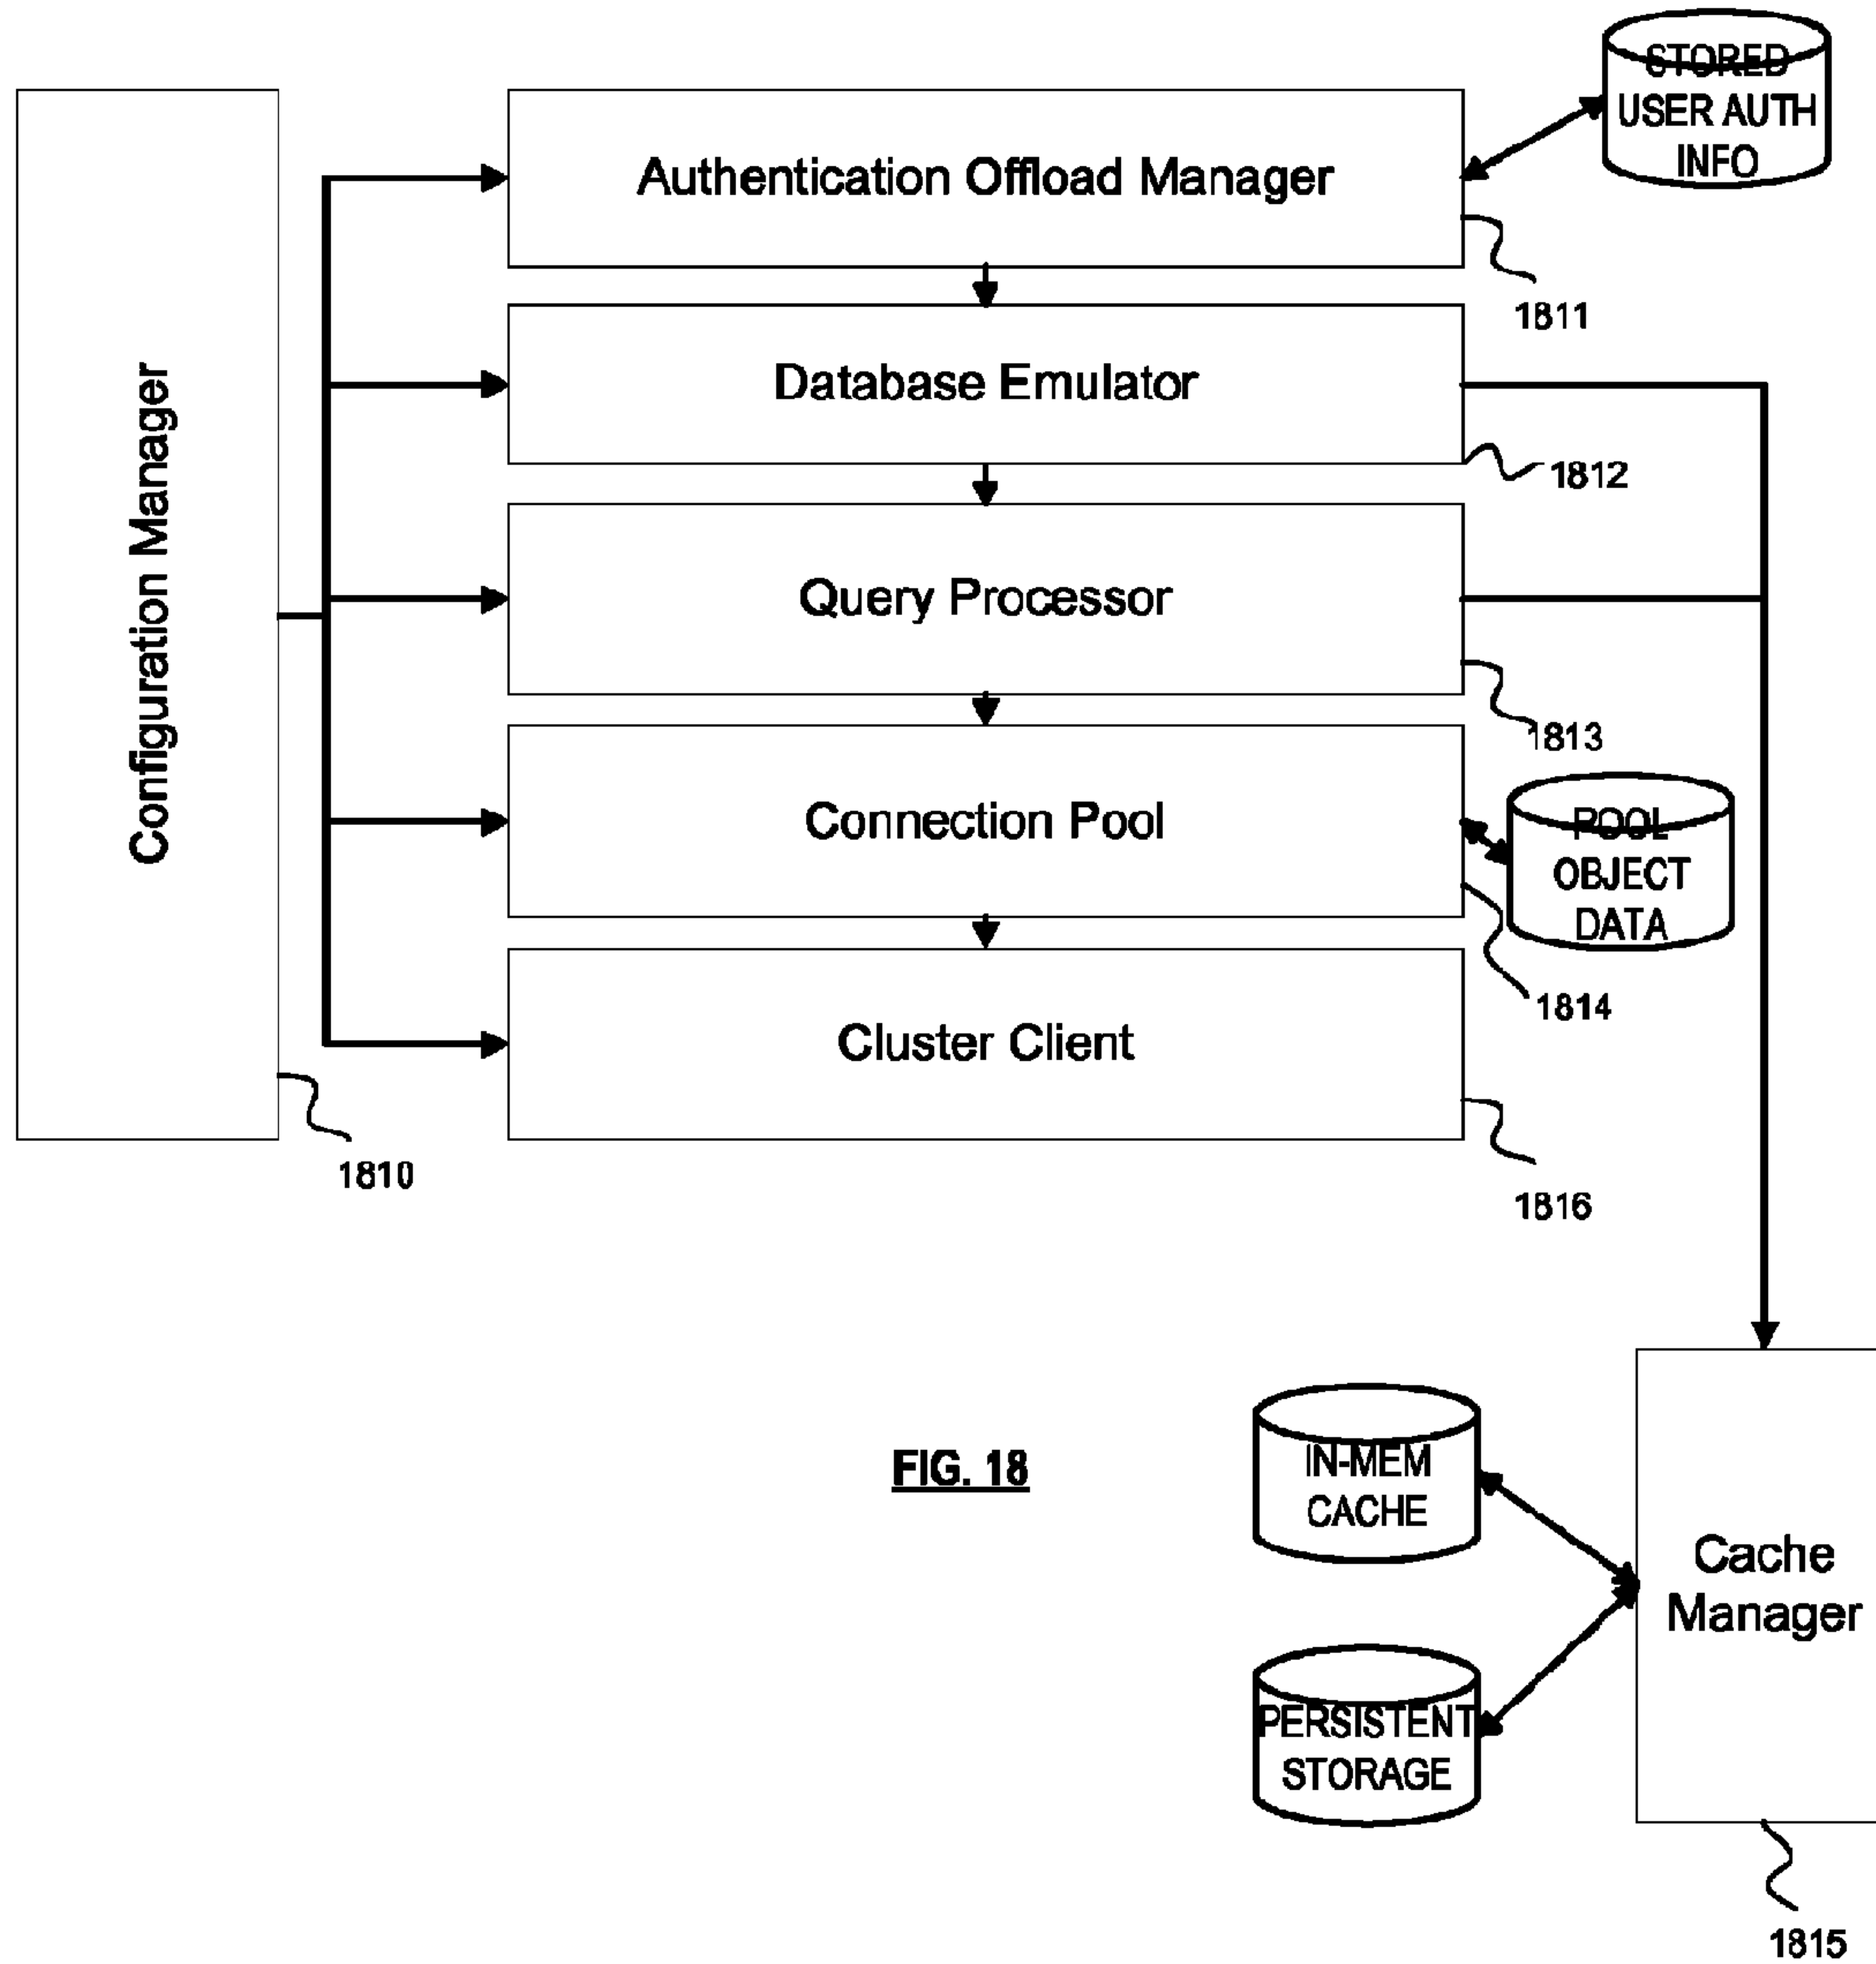 STORED
USER AUTH
INFO
Authentication Offload Manager
1811
Configuration Manager
Database Emulator
1812
Query Processor
1813
Connection Pool
POOL
OBJECT
DATA
1814
Cluster Client
1810
1816
FIG. 18
IN-MEM
CACHE
Cache
Manager
PERSISTENT
STORAGE
1815